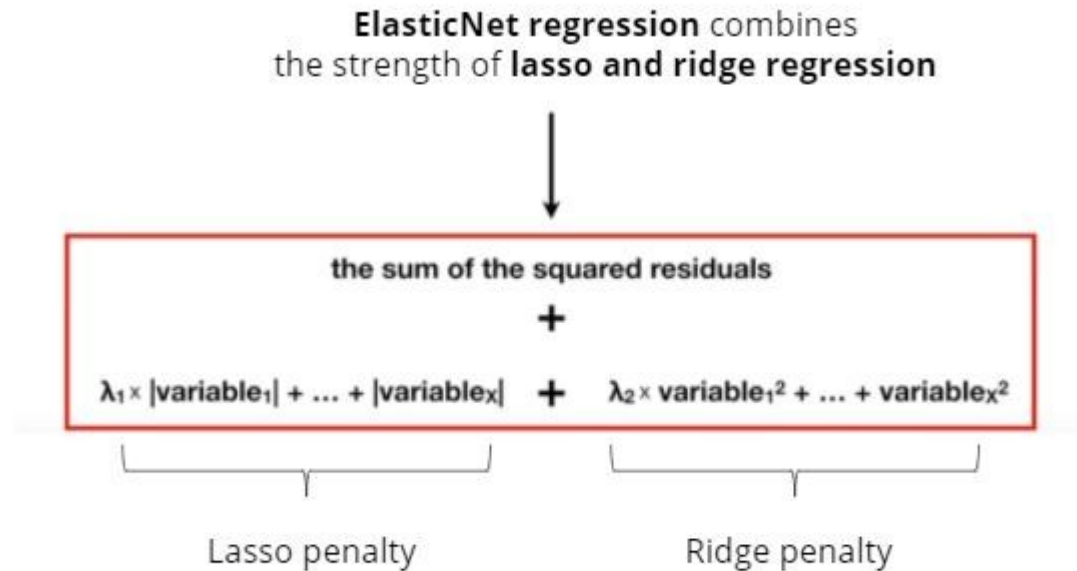 ElasticNet regression combines
the strength of lasso and ridge regression
the sum of the squared residuals
+
λ₁ × |variable₁| + ... + |variableₓ| + λ₂ × variable₁² + ... + variableₓ²
Lasso penalty Ridge penalty